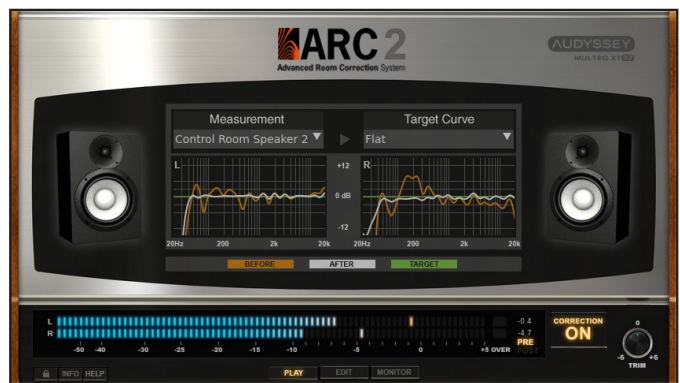 ARC 2
Advanced Room Correction System
AUDYSSEY
MULTEQ XT32
Measurement
Target Curve
Control Room Speaker 2
Flat
L
+12
0 dB
-12
R
20Hz 200 2k 20k
20Hz 200 2k 20k
BEFORE AFTER TARGET
L
R
-50 -40 -30 -25 -20 -15 -10 -5 0 +5 OVER
-0.4
-4.7
PRE
POST
CORRECTION
ON
0
-6 +6
TRIM
INFO HELP
PLAY EDIT MONITOR